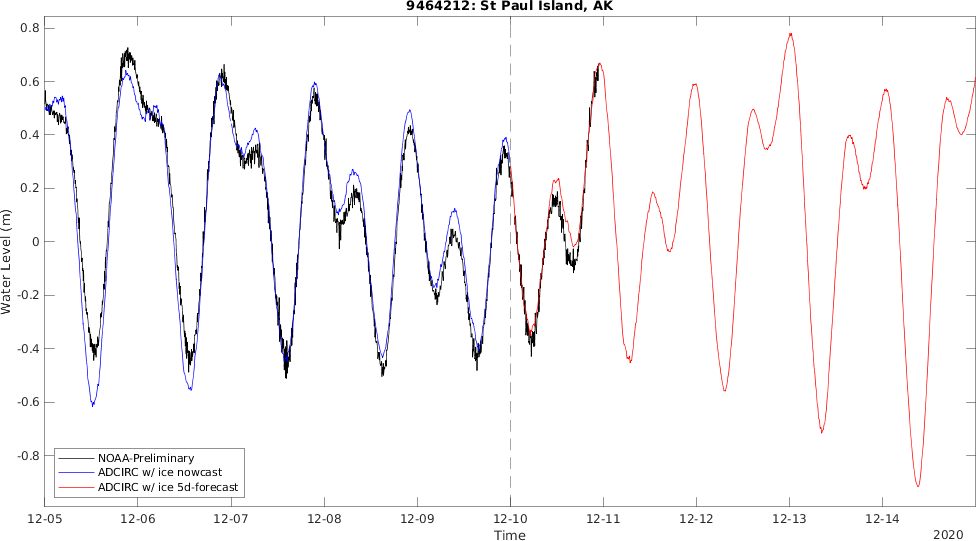 9464212: St Paul Island, AK
0.8
0.6
0.4
0.2
0
-0.2
-0.4
-0.6
-0.8
Water Level (m)
NOAA-Preliminary
ADCIRC w/ ice nowcast
ADCIRC w/ ice 5d-forecast
12-05 12-06 12-07 12-08 12-09 12-10 12-11 12-12 12-13 12-14
Time
2020